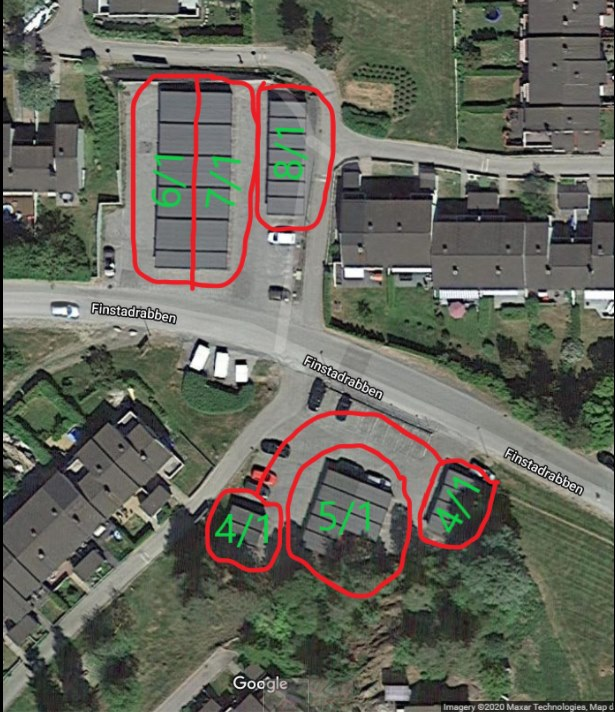 6/1
7/1
8/1
Finstadrabben
Finstadrabben
Finstadrabben
4/1
5/1
4/1
Google
Imagery ©2020 Maxar Technologies, Map d